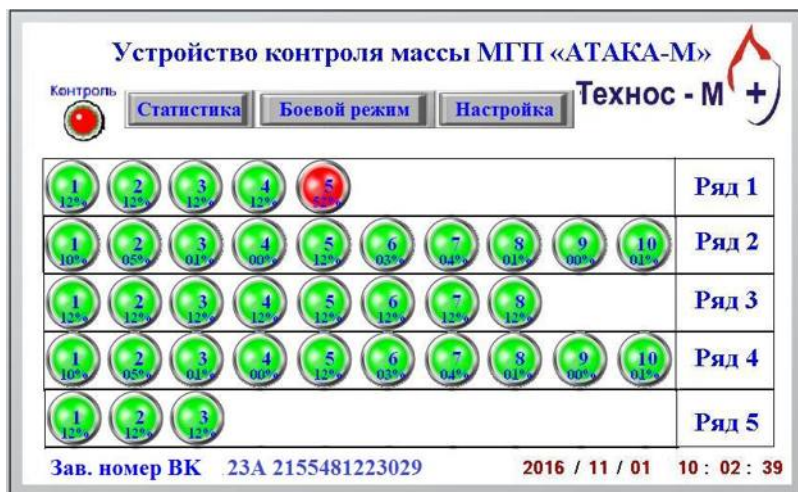 Устройство контроля массы МГП «АТАКА-М»
Контроль
Статистика
Боевой режим
Настройка
Технос - М +
1 2 3 4 5
12% 12% 12% 12% 52%
Ряд 1
1 2 3 4 5 6 7 8 9 10
10% 05% 01% 00% 12% 03% 04% 01% 00% 01%
Ряд 2
1 2 3 4 5 6 7 8
12% 12% 12% 12% 12% 12% 12% 12%
Ряд 3
1 2 3 4 5 6 7 8 9 10
10% 05% 01% 00% 12% 03% 04% 01% 00% 01%
Ряд 4
1 2 3
12% 12% 12%
Ряд 5
Зав. номер ВК 23А 2155481223029 2016 / 11 / 01 10 : 02 : 39